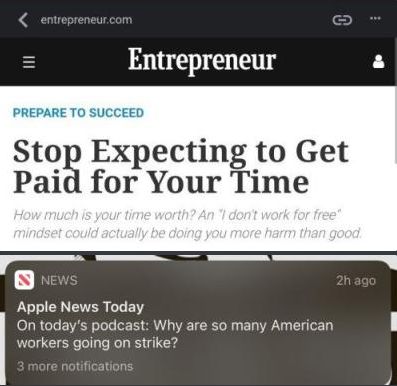 entrepreneur.com
Entrepreneur
PREPARE TO SUCCEED
Stop Expecting to Get
Paid for Your Time
How much is your time worth? An "I don't work for free"
mindset could actually be doing you more harm than good.
NEWS 2h ago
Apple News Today
On today's podcast: Why are so many American
workers going on strike?
3 more notifications